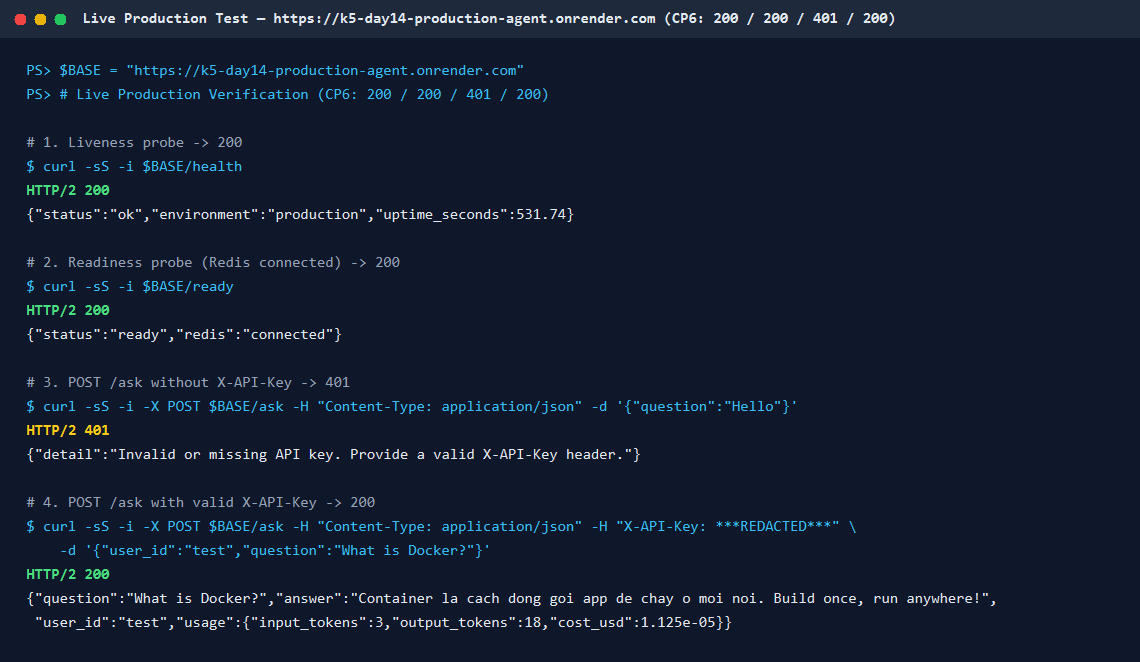 Live Production Test — https://k5-day14-production-agent.onrender.com (CP6: 200 / 200 / 401 / 200)
PS> $BASE = "https://k5-day14-production-agent.onrender.com"
PS> # Live Production Verification (CP6: 200 / 200 / 401 / 200)
# 1. Liveness probe -> 200
$ curl -sS -i $BASE/health
HTTP/2 200
{"status":"ok","environment":"production","uptime_seconds":531.74}
# 2. Readiness probe (Redis connected) -> 200
$ curl -sS -i $BASE/ready
HTTP/2 200
{"status":"ready","redis":"connected"}
# 3. POST /ask without X-API-Key -> 401
$ curl -sS -i -X POST $BASE/ask -H "Content-Type: application/json" -d '{"question":"Hello"}'
HTTP/2 401
{"detail":"Invalid or missing API key. Provide a valid X-API-Key header."}
# 4. POST /ask with valid X-API-Key -> 200
$ curl -sS -i -X POST $BASE/ask -H "Content-Type: application/json" -H "X-API-Key: ***REDACTED***" \
-d '{"user_id":"test","question":"What is Docker?"}'
HTTP/2 200
{"question":"What is Docker?","answer":"Container la cach dong goi app de chay o moi noi. Build once, run anywhere!",
"user_id":"test","usage":{"input_tokens":3,"output_tokens":18,"cost_usd":1.125e-05}}